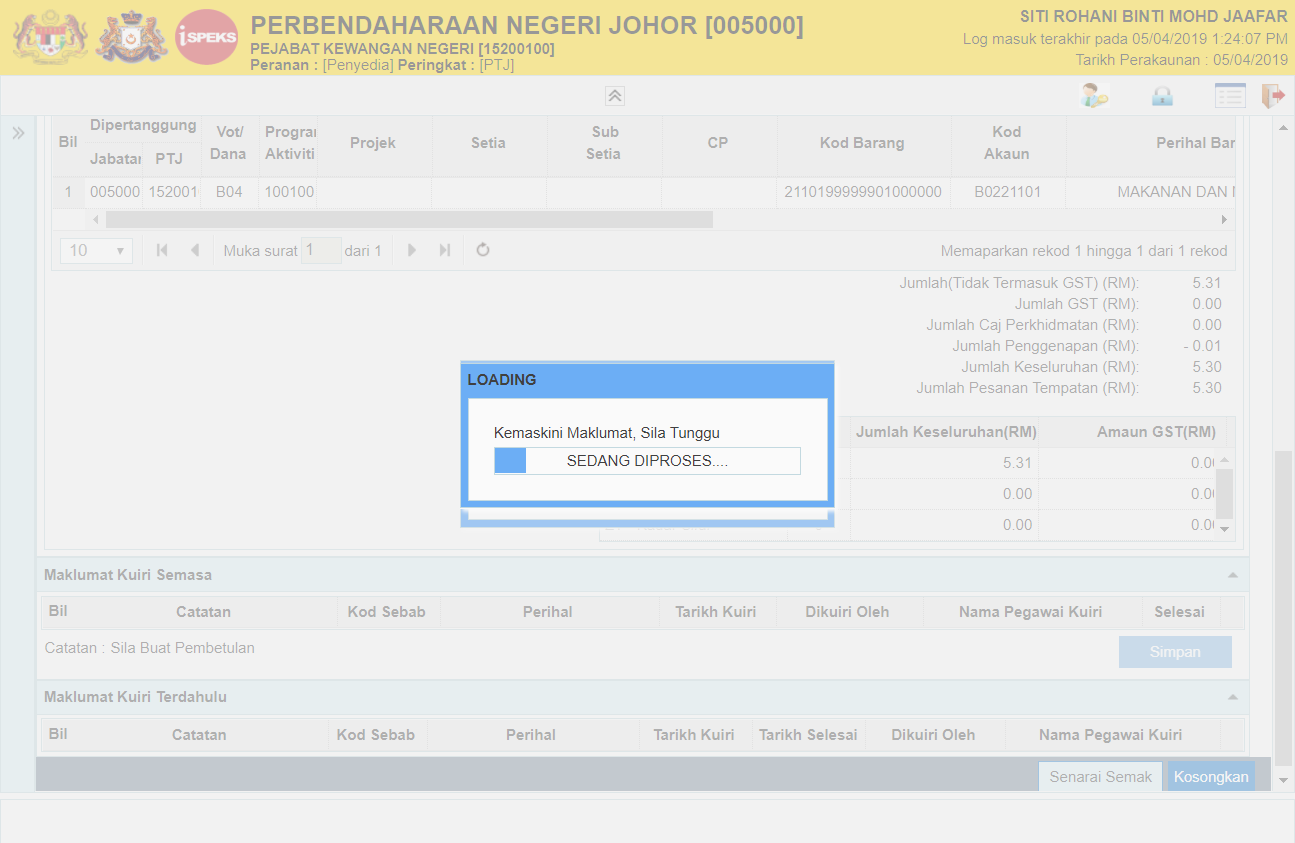 iSPEKS
PERBENDAHARAAN NEGERI JOHOR [005000]
PEJABAT KEWANGAN NEGERI [15200100]
Peranan : [Penyedia] Peringkat : [PTJ]
SITI ROHANI BINTI MOHD JAAFAR
Log masuk terakhir pada 05/04/2019 1:24:07 PM
Tarikh Perakaunan : 05/04/2019
Bil Dipertanggung Vot/ Dana Program Aktiviti Projek Setia Sub Setia CP Kod Barang Kod Akaun Perihal Bar
Jabatan PTJ
1 005000 152001 B04 100100 2110199999901000000 B0221101 MAKANAN DAN
10 Muka surat 1 dari 1 Memaparkan rekod 1 hingga 1 dari 1 rekod
Jumlah(Tidak Termasuk GST) (RM): 5.31
Jumlah GST (RM): 0.00
Jumlah Caj Perkhidmatan (RM): 0.00
Jumlah Penggenapan (RM): - 0.01
Jumlah Keseluruhan (RM): 5.30
Jumlah Pesanan Tempatan (RM): 5.30
LOADING
Kemaskini Maklumat, Sila Tunggu
SEDANG DIPROSES....
Jumlah Keseluruhan(RM) Amaun GST(RM)
5.31 0.00
0.00 0.00
0.00 0.00
Maklumat Kuiri Semasa
Bil Catatan Kod Sebab Perihal Tarikh Kuiri Dikuiri Oleh Nama Pegawai Kuiri Selesai
Catatan : Sila Buat Pembetulan Simpan
Maklumat Kuiri Terdahulu
Bil Catatan Kod Sebab Perihal Tarikh Kuiri Tarikh Selesai Dikuiri Oleh Nama Pegawai Kuiri
Senarai Semak Kosongkan